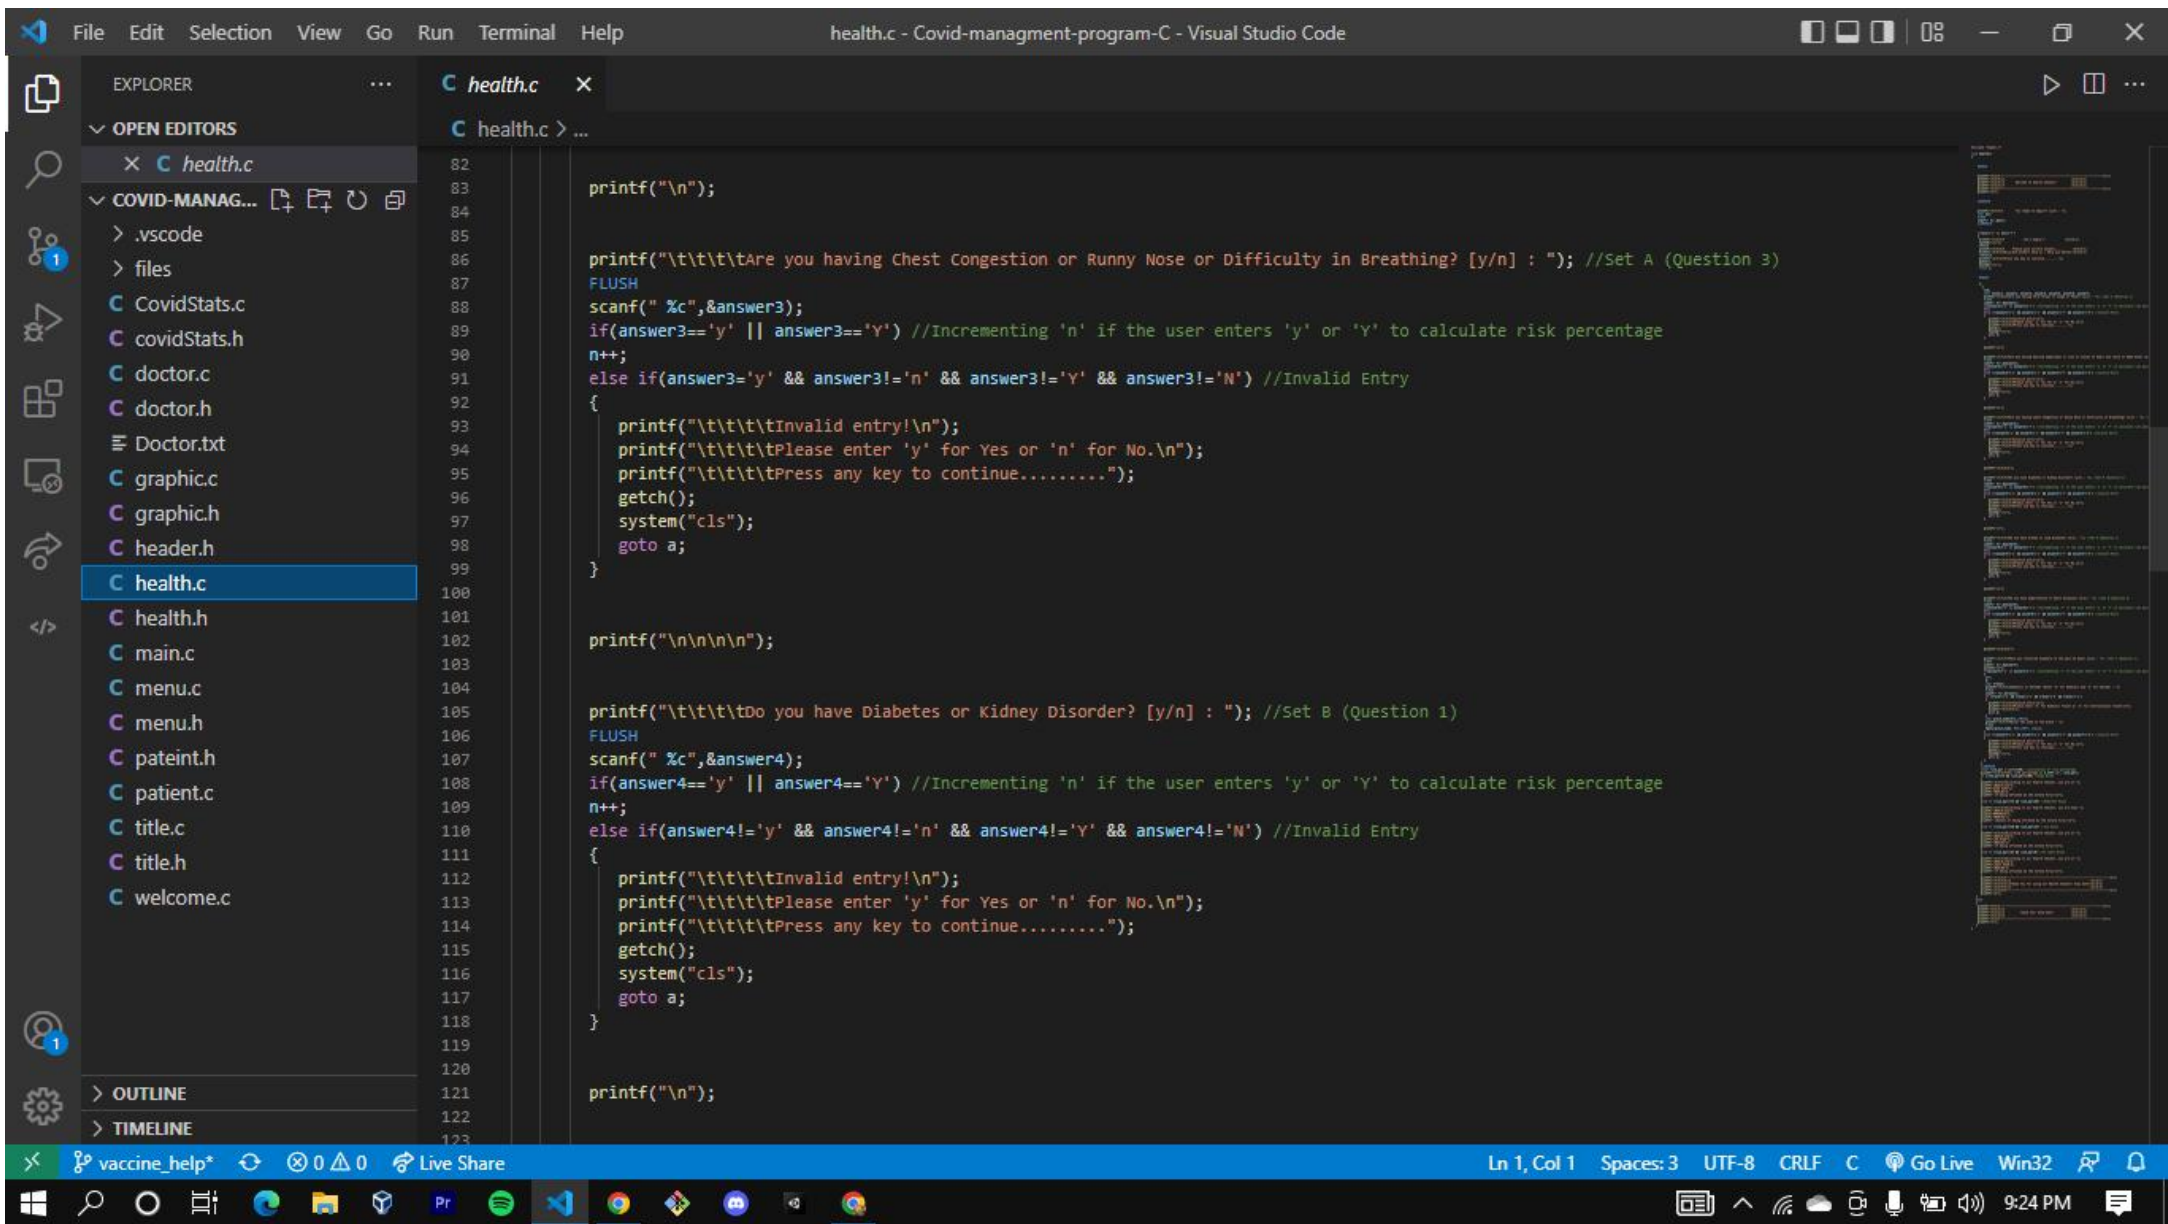 File Edit Selection View Go Run Terminal Help health.c - Covid-managment-program-C - Visual Studio Code
EXPLORER
OPEN EDITORS
health.c
COVID-MANAG...
.vscode
files
C CovidStats.c
C covidStats.h
C doctor.c
C doctor.h
Doctor.txt
C graphic.c
C graphic.h
C header.h
C health.c
C health.h
C main.c
C menu.c
C menu.h
C pateint.h
C patient.c
C title.c
C title.h
C welcome.c
OUTLINE
TIMELINE
C health.c
C health.c > ...
82
83 printf("\n");
84
85
86 printf("\t\t\t\tAre you having Chest Congestion or Runny Nose or Difficulty in Breathing? [y/n] : "); //Set A (Question 3)
87 FLUSH
88 scanf(" %c",&answer3);
89 if(answer3=='y' || answer3=='Y') //Incrementing 'n' if the user enters 'y' or 'Y' to calculate risk percentage
90 n++;
91 else if(answer3='y' && answer3!='n' && answer3!='Y' && answer3!='N') //Invalid Entry
92 {
93 printf("\t\t\t\tInvalid entry!\n");
94 printf("\t\t\t\tPlease enter 'y' for Yes or 'n' for No.\n");
95 printf("\t\t\t\tPress any key to continue.........");
96 getch();
97 system("cls");
98 goto a;
99 }
100
101
102 printf("\n\n\n\n");
103
104
105 printf("\t\t\t\tDo you have Diabetes or Kidney Disorder? [y/n] : "); //Set B (Question 1)
106 FLUSH
107 scanf(" %c",&answer4);
108 if(answer4=='y' || answer4=='Y') //Incrementing 'n' if the user enters 'y' or 'Y' to calculate risk percentage
109 n++;
110 else if(answer4!='y' && answer4!='n' && answer4!='Y' && answer4!='N') //Invalid Entry
111 {
112 printf("\t\t\t\tInvalid entry!\n");
113 printf("\t\t\t\tPlease enter 'y' for Yes or 'n' for No.\n");
114 printf("\t\t\t\tPress any key to continue.........");
115 getch();
116 system("cls");
117 goto a;
118 }
119
120
121 printf("\n");
122
123
1
1
vaccine_help* 0 0 Live Share Ln 1, Col 1 Spaces: 3 UTF-8 CRLF C Go Live Win32
Pr 9:24 PM